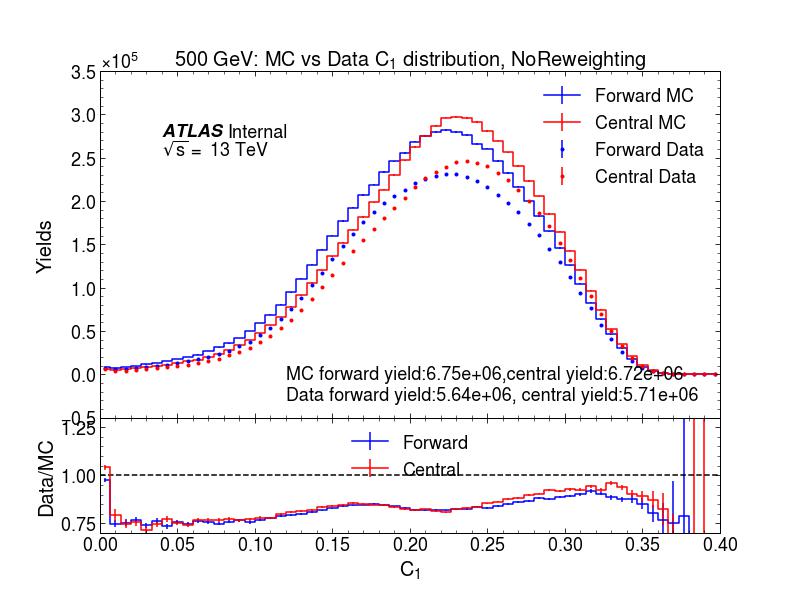 ×10⁵
500 GeV: MC vs Data C₁ distribution, NoReweighting
3.5
3.0
2.5
2.0
1.5
1.0
0.5
0.0
0.5
Yields
ATLAS Internal
√s = 13 TeV
Forward MC
Central MC
Forward Data
Central Data
MC forward yield:6.75e+06,central yield:6.72e+06
Data forward yield:5.64e+06, central yield:5.71e+06
1.25
1.00
0.75
Data/MC
Forward
Central
0.00 0.05 0.10 0.15 0.20 0.25 0.30 0.35 0.40
C₁